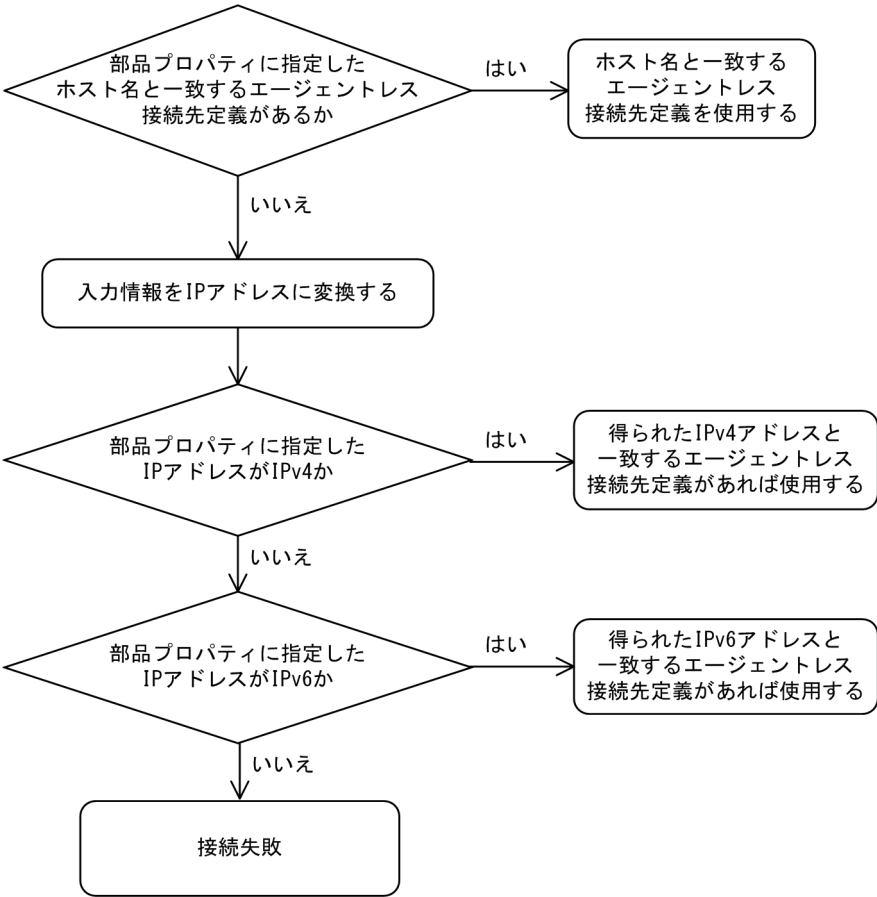 部品プロパティに指定した
ホスト名と一致するエージェントレス
接続先定義があるか
はい
ホスト名と一致する
エージェントレス
接続先定義を使用する
いいえ
入力情報をIPアドレスに変換する
部品プロパティに指定した
IPアドレスがIPv4か
はい
得られたIPv4アドレスと
一致するエージェントレス
接続先定義があれば使用する
いいえ
部品プロパティに指定した
IPアドレスがIPv6か
はい
得られたIPv6アドレスと
一致するエージェントレス
接続先定義があれば使用する
いいえ
接続失敗